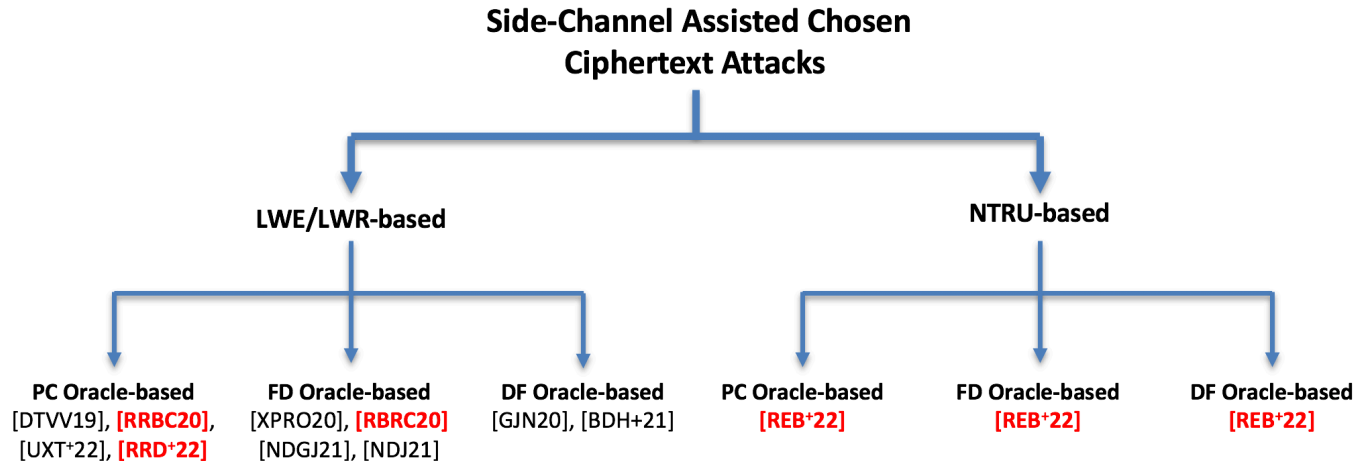 Side-Channel Assisted Chosen
Ciphertext Attacks
LWE/LWR-based
NTRU-based
PC Oracle-based
[DTVV19], [RRBC20],
[UXT⁺22], [RRD⁺22]
FD Oracle-based
[XPRO20], [RBRC20]
[NDGJ21], [NDJ21]
DF Oracle-based
[GJN20], [BDH+21]
PC Oracle-based
[REB⁺22]
FD Oracle-based
[REB⁺22]
DF Oracle-based
[REB⁺22]